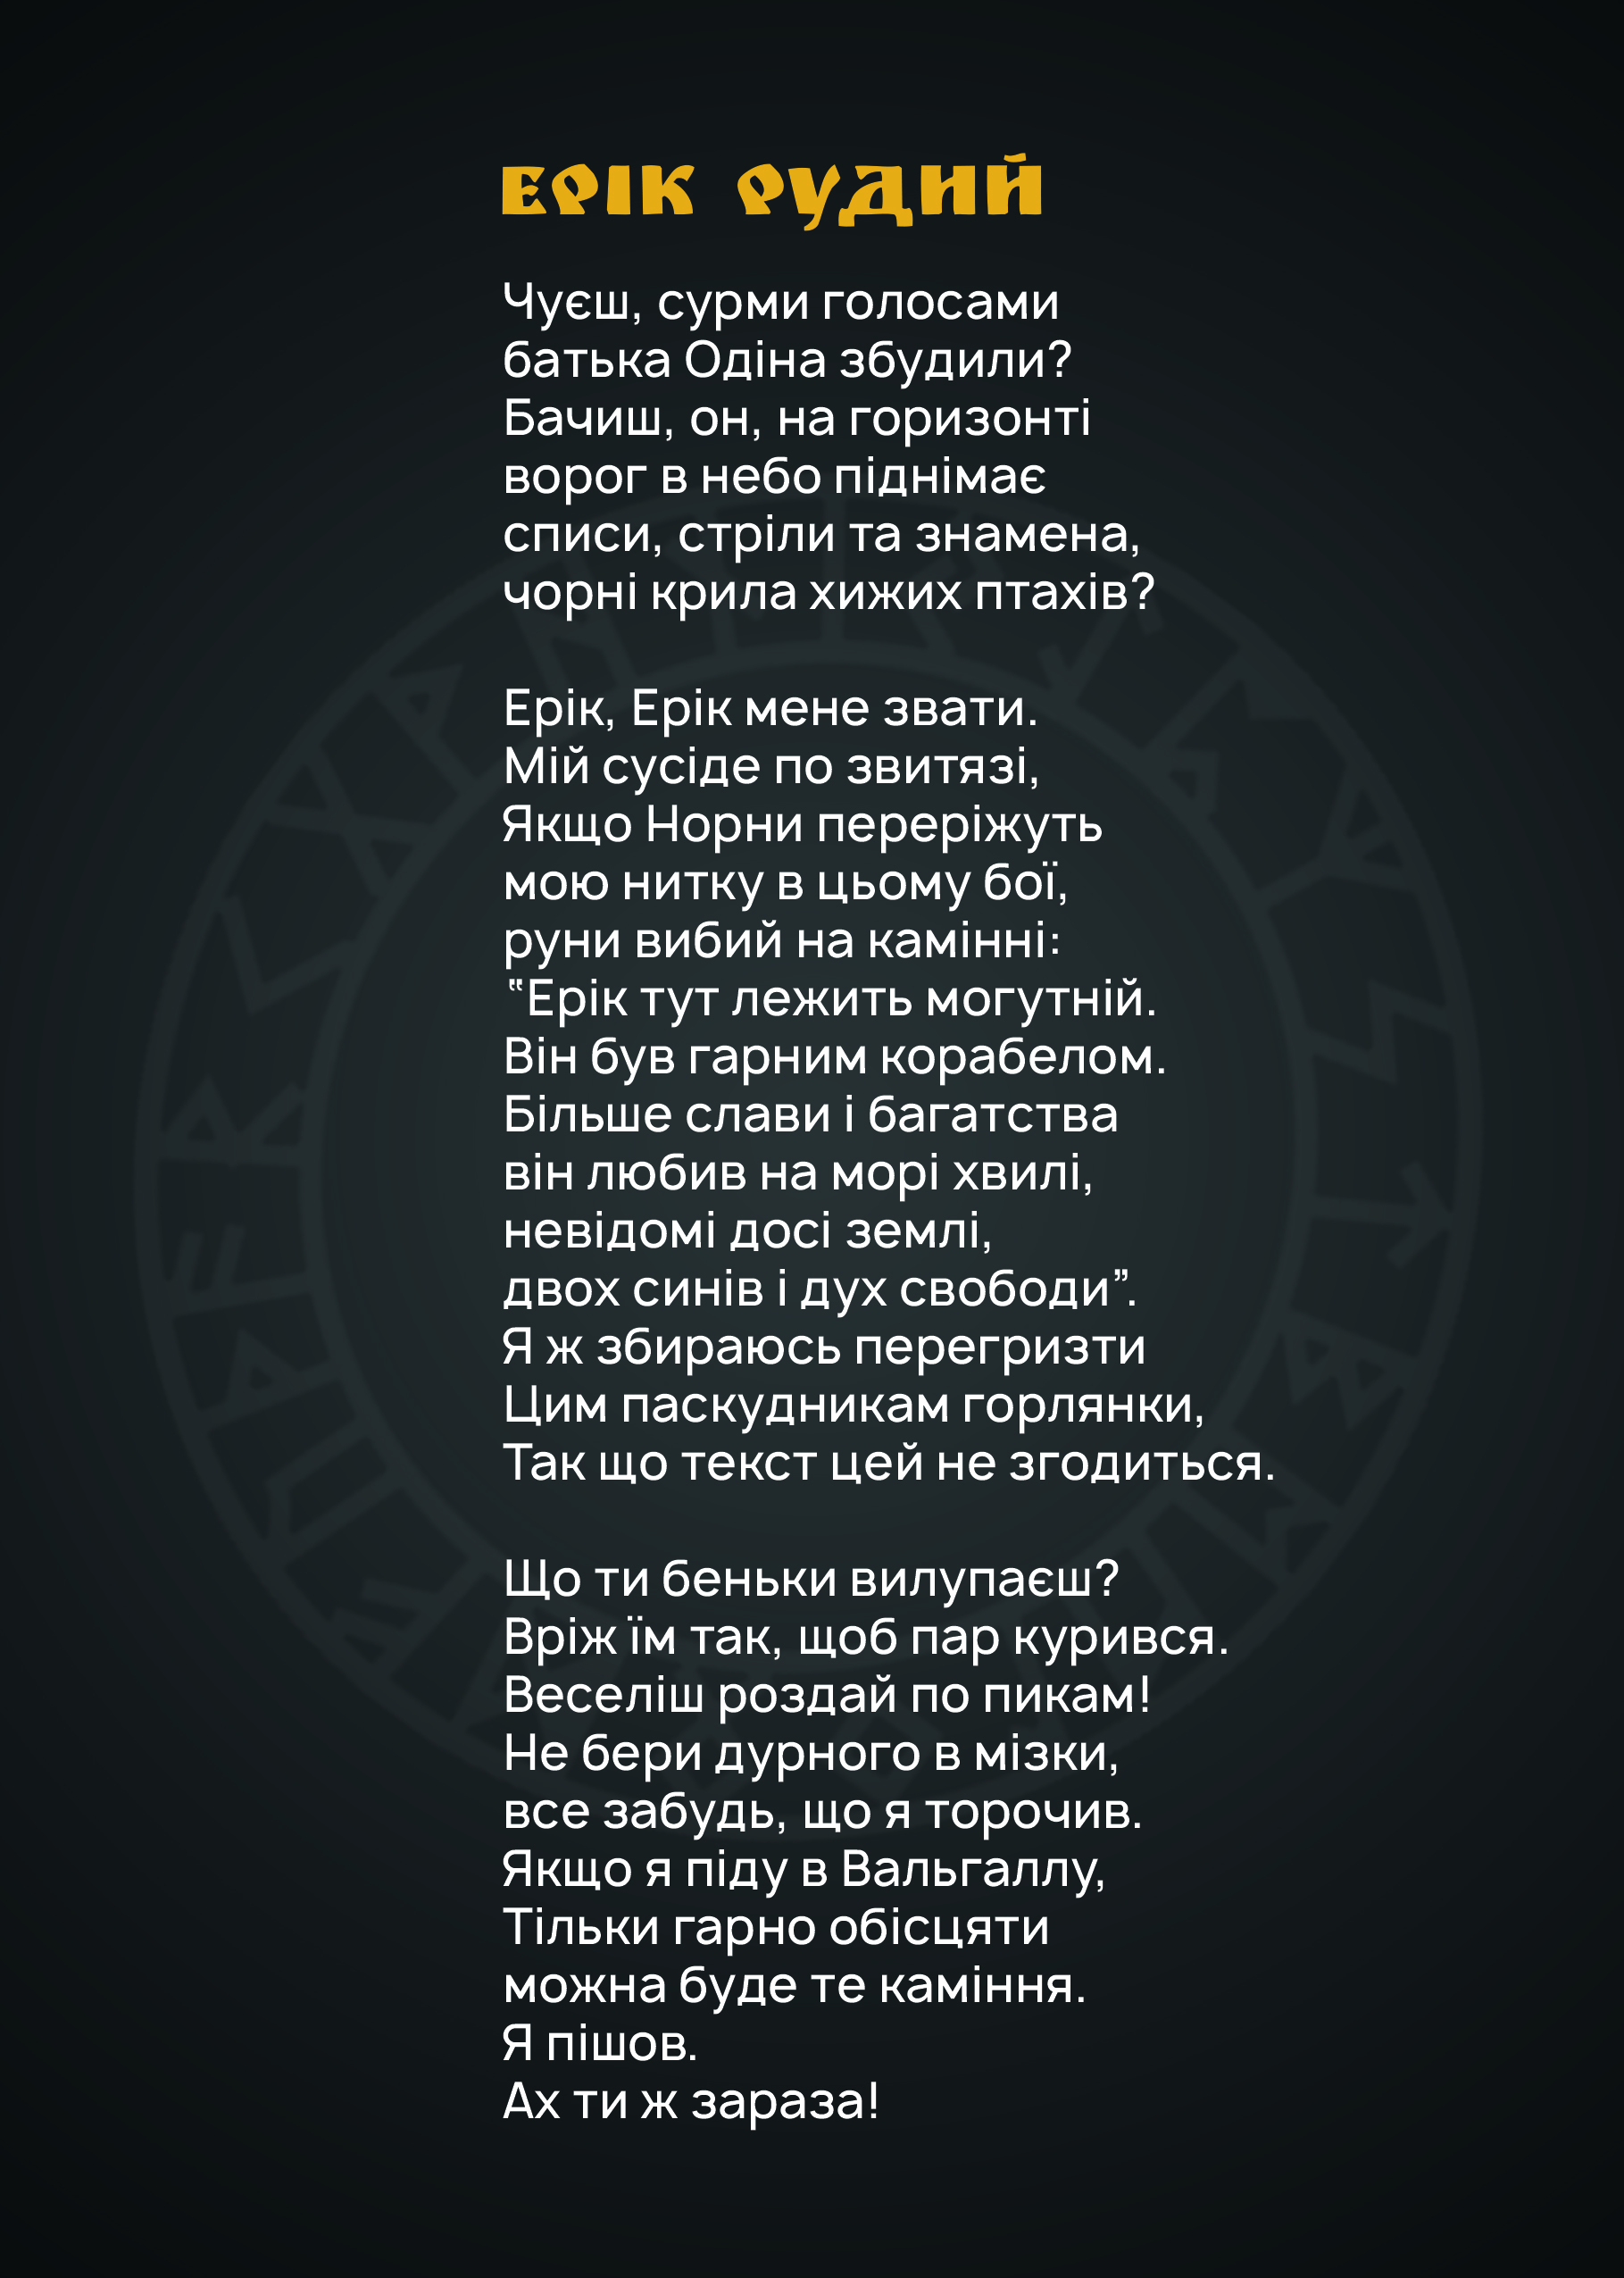 Ерік Рудий
Чуєш, сурми голосами
батька Одіна збудили?
Бачиш, он, на горизонті
ворог в небо піднімає
списи, стріли та знамена,
чорні крила хижих птахів?
Ерік, Ерік мене звати.
Мій сусіде по звитязі,
Якщо Норни переріжуть
мою нитку в цьому бої,
руни вибий на камінні:
“Ерік тут лежить могутній.
Він був гарним корабелом.
Більше слави і багатства
він любив на морі хвилі,
невідомі досі землі,
двох синів і дух свободи”.
Я ж збираюсь перегризти
Цим паскудникам горлянки,
Так що текст цей не згодиться.
Що ти беньки вилупаєш?
Вріж їм так, щоб пар курився.
Веселіш роздай по пикам!
Не бери дурного в мізки,
все забудь, що я торочив.
Якщо я піду в Вальгаллу,
Тільки гарно обісцяти
можна буде те каміння.
Я пішов.
Ах ти ж зараза!